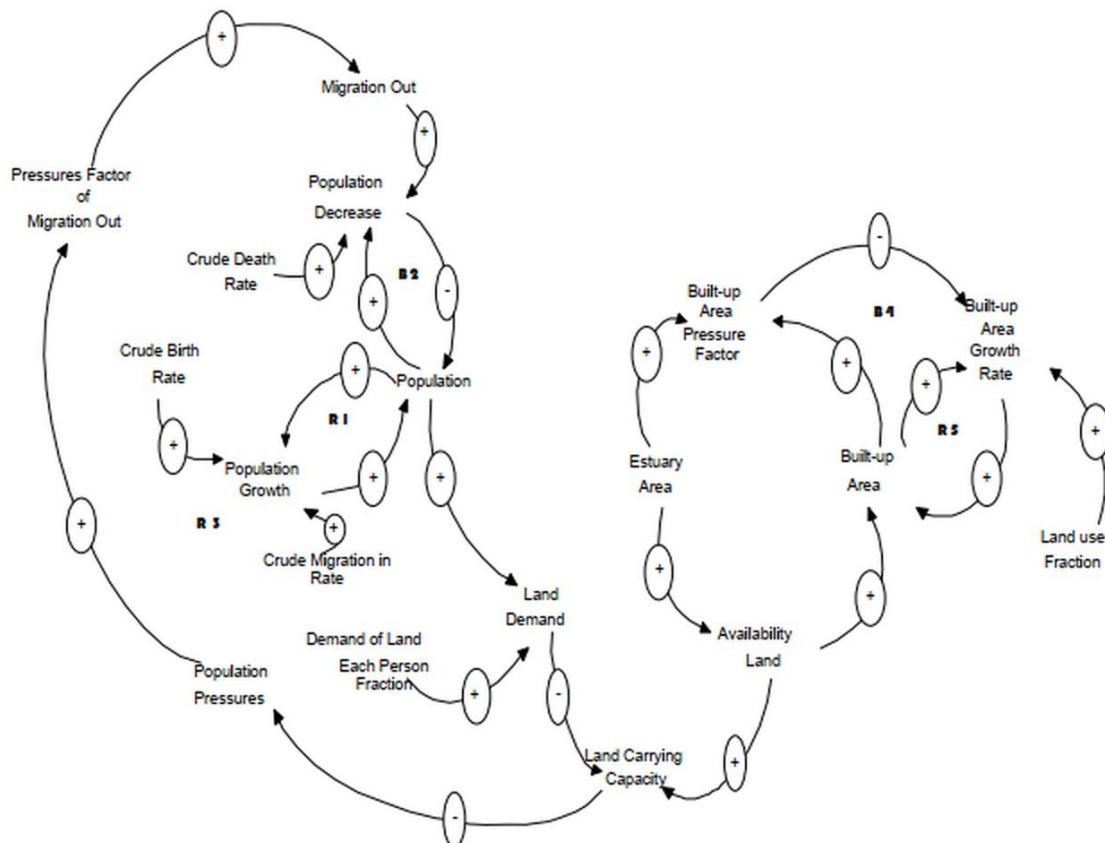 +
Migration Out
+
Pressures Factor
of
Migration Out
Population
Decrease
Crude Death
Rate
+
B2
+
-
Crude Birth
Rate
+
Population
R1
+
Population
Growth
+
+
R3
+
Crude Migration in
Rate
+
Land
Demand
Demand of Land
Each Person
Fraction
+
-
Population
Pressures
Land Carrying
Capacity
-
+
-
Built-up
Area
Pressure
Factor
B4
Built-up
Area
Growth
Rate
+
+
+
R5
+
Estuary
Area
Built-up
Area
+
Land use
Fraction
+
+
Availability
Land